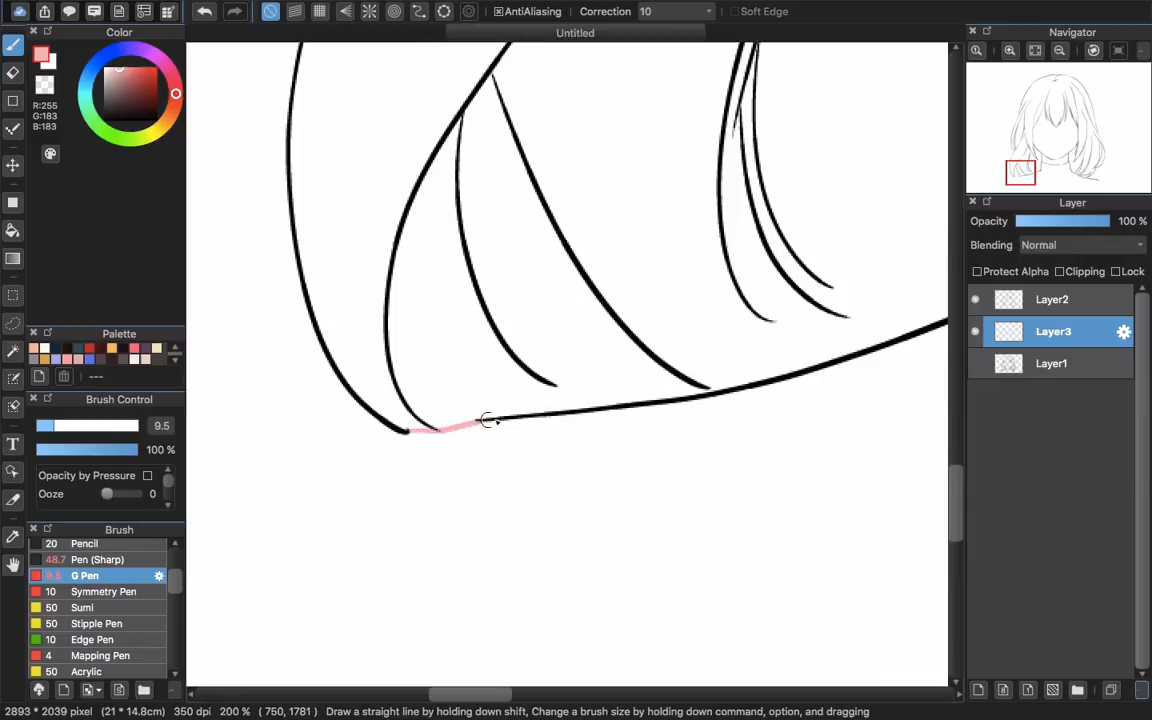 AntiAliasing
Correction
10
Soft Edge
Untitled
Color
R:255
G:183
B:183
Palette
---
Brush Control
9.5
100 %
Opacity by Pressure
Ooze
0
Brush
20 Pencil
48.7 Pen (Sharp)
9.5 G Pen
10 Symmetry Pen
50 Sumi
50 Stipple Pen
10 Edge Pen
4 Mapping Pen
50 Acrylic
Navigator
Layer
Opacity
100 %
Blending
Normal
Protect Alpha
Clipping
Lock
Layer2
Layer3
Layer1
2893 * 2039 pixel (21 * 14.8cm) 350 dpi 200 % ( 750, 1781 ) Draw a straight line by holding down shift, Change a brush size by holding down command, option, and dragging